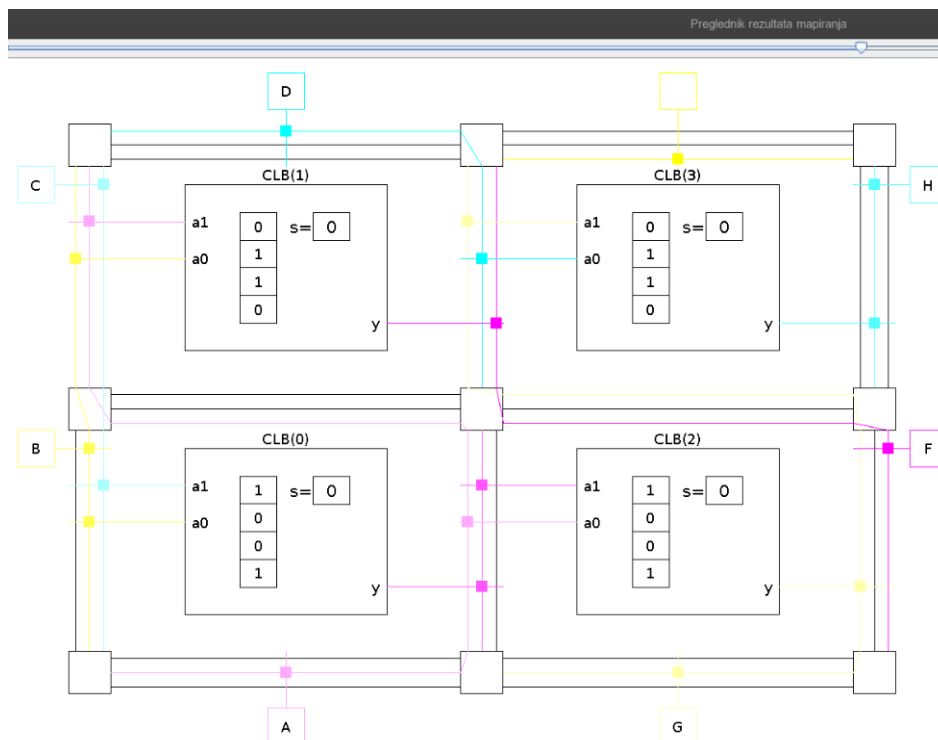 Preglednik rezultata mapiranja
D
CLB(1)
CLB(3)
C
H
a1
0
s= 0
a0
1
1
0
y
a1
0
s= 0
a0
1
1
0
y
CLB(0)
CLB(2)
B
F
a1
1
s= 0
a0
0
0
1
y
a1
1
s= 0
a0
0
0
1
y
A
G